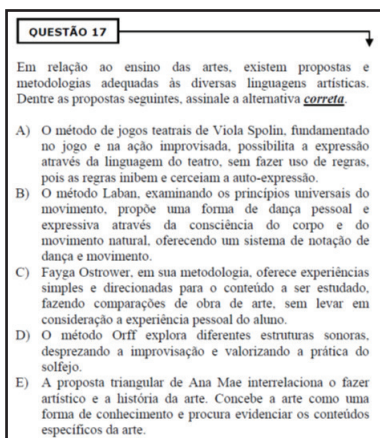 QUESTÃO 17
Em relação ao ensino das artes, existem propostas e
metodologias adequadas às diversas linguagens artísticas.
Dentre as propostas seguintes, assinale a alternativa correta.
A) O método de jogos teatrais de Viola Spolin, fundamentado
no jogo e na ação improvisada, possibilita a expressão
através da linguagem do teatro, sem fazer uso de regras,
pois as regras inibem e cerceiam a auto-expressão.
B) O método Laban, examinando os princípios universais do
movimento, propõe uma forma de dança pessoal e
expressiva através da consciência do corpo e do
movimento natural, oferecendo um sistema de notação de
dança e movimento.
C) Fayga Ostrower, em sua metodologia, oferece experiências
simples e direcionadas para o conteúdo a ser estudado,
fazendo comparações de obra de arte, sem levar em
consideração a experiência pessoal do aluno.
D) O método Orff explora diferentes estruturas sonoras,
desprezando a improvisação e valorizando a prática do
solfejo.
E) A proposta triangular de Ana Mae interrelaciona o fazer
artístico e a história da arte. Concebe a arte como uma
forma de conhecimento e procura evidenciar os conteúdos
específicos da arte.